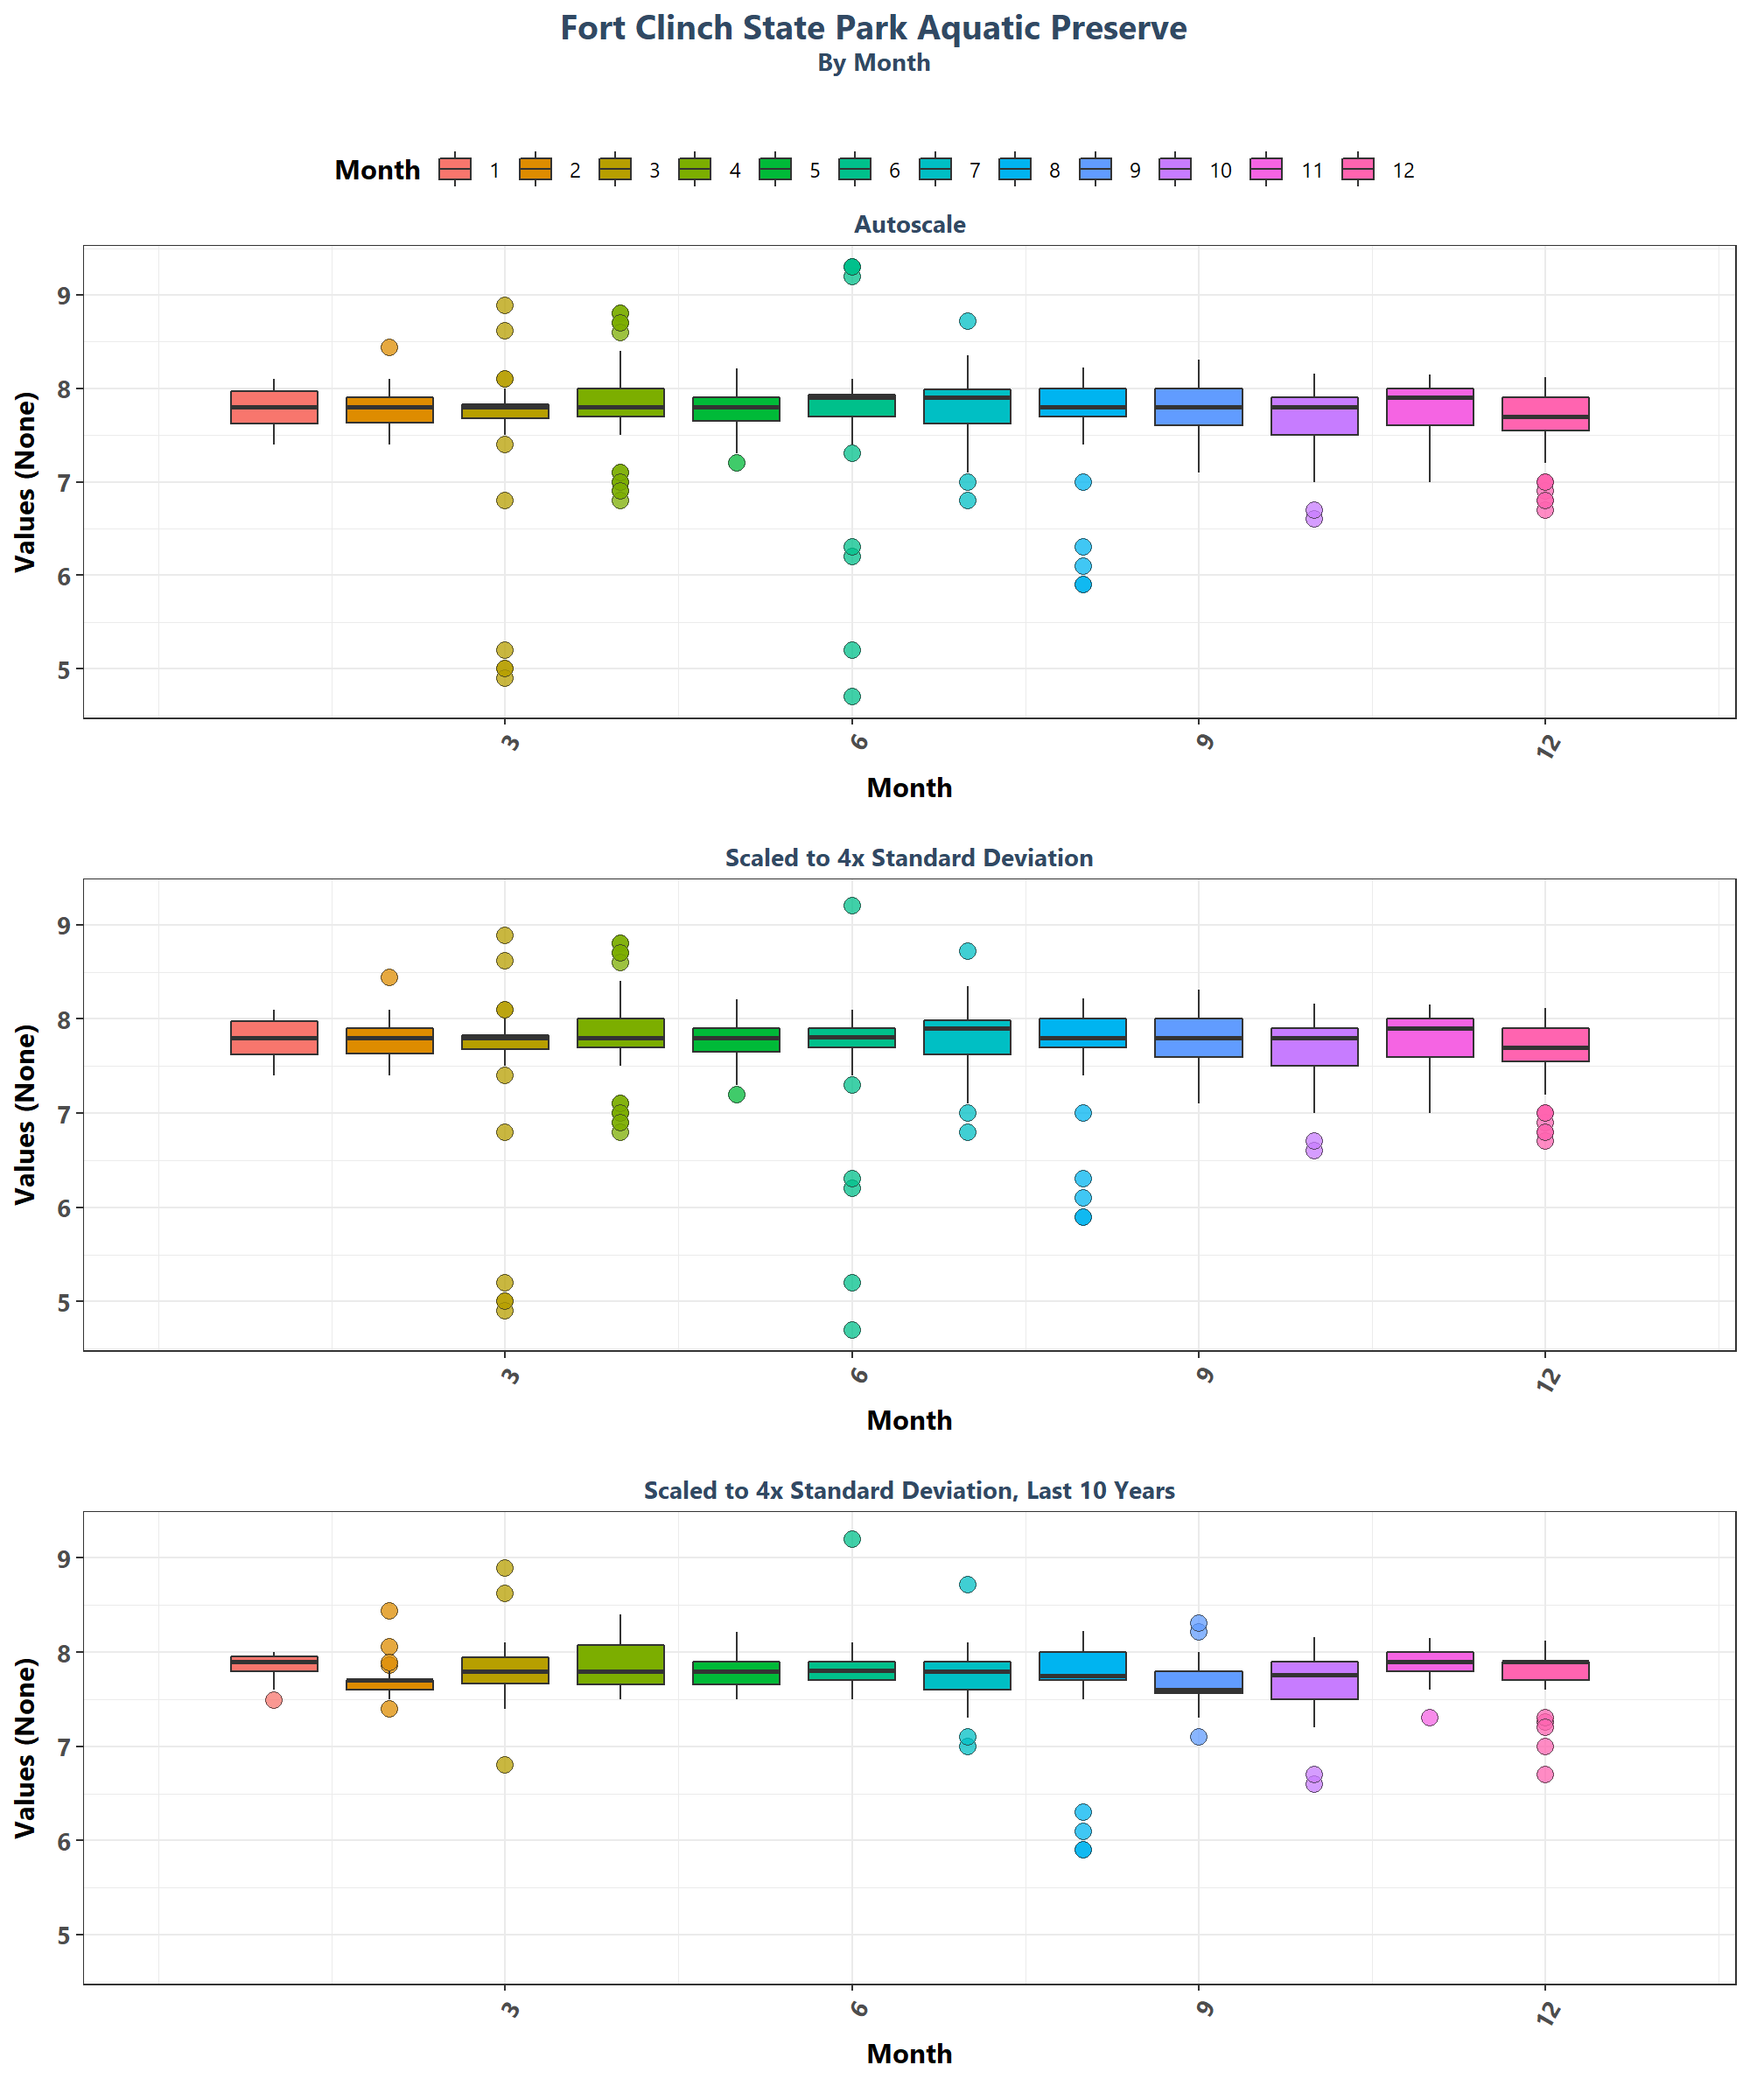 Fort Clinch State Park Aquatic Preserve
By Month
Month 1 2 3 4 5 6 7 8 9 10 11 12
Autoscale
Values (None)
9
8
7
6
5
3 6 9 12
Month
Scaled to 4x Standard Deviation
Values (None)
9
8
7
6
5
3 6 9 12
Month
Scaled to 4x Standard Deviation, Last 10 Years
Values (None)
9
8
7
6
5
3 6 9 12
Month